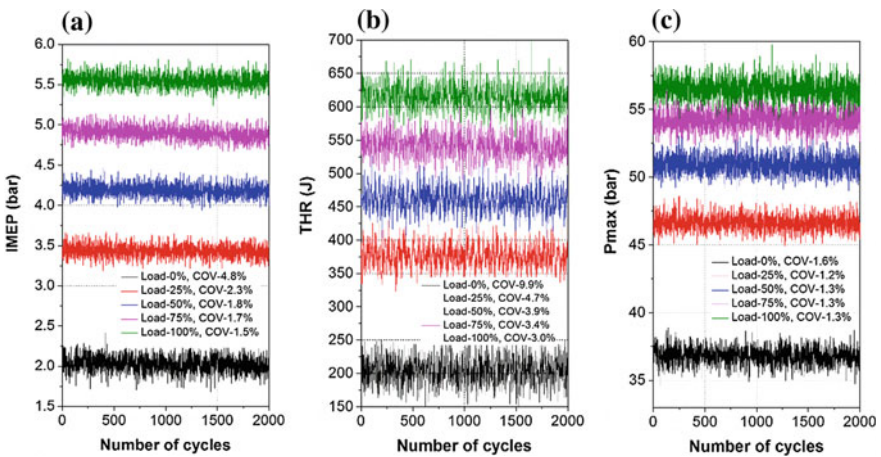 (a)
(b)
(c)
6.0
5.5
5.0
4.5
4.0
3.5
3.0
2.5
2.0
1.5
IMEP (bar)
Load-0%, COV-4.8%
Load-25%, COV-2.3%
Load-50%, COV-1.8%
Load-75%, COV-1.7%
Load-100%, COV-1.5%
0 500 1000 1500 2000
Number of cycles
700
650
600
550
500
450
400
350
300
250
200
150
THR (J)
Load-0%, COV-9.9%
Load-25%, COV-4.7%
Load-50%, COV-3.9%
Load-75%, COV-3.4%
Load-100%, COV-3.0%
0 500 1000 1500 2000
Number of cycles
60
55
50
45
40
35
Pmax (bar)
Load-0%, COV-1.6%
Load-25%, COV-1.2%
Load-50%, COV-1.3%
Load-75%, COV-1.3%
Load-100%, COV-1.3%
0 500 1000 1500 2000
Number of cycles